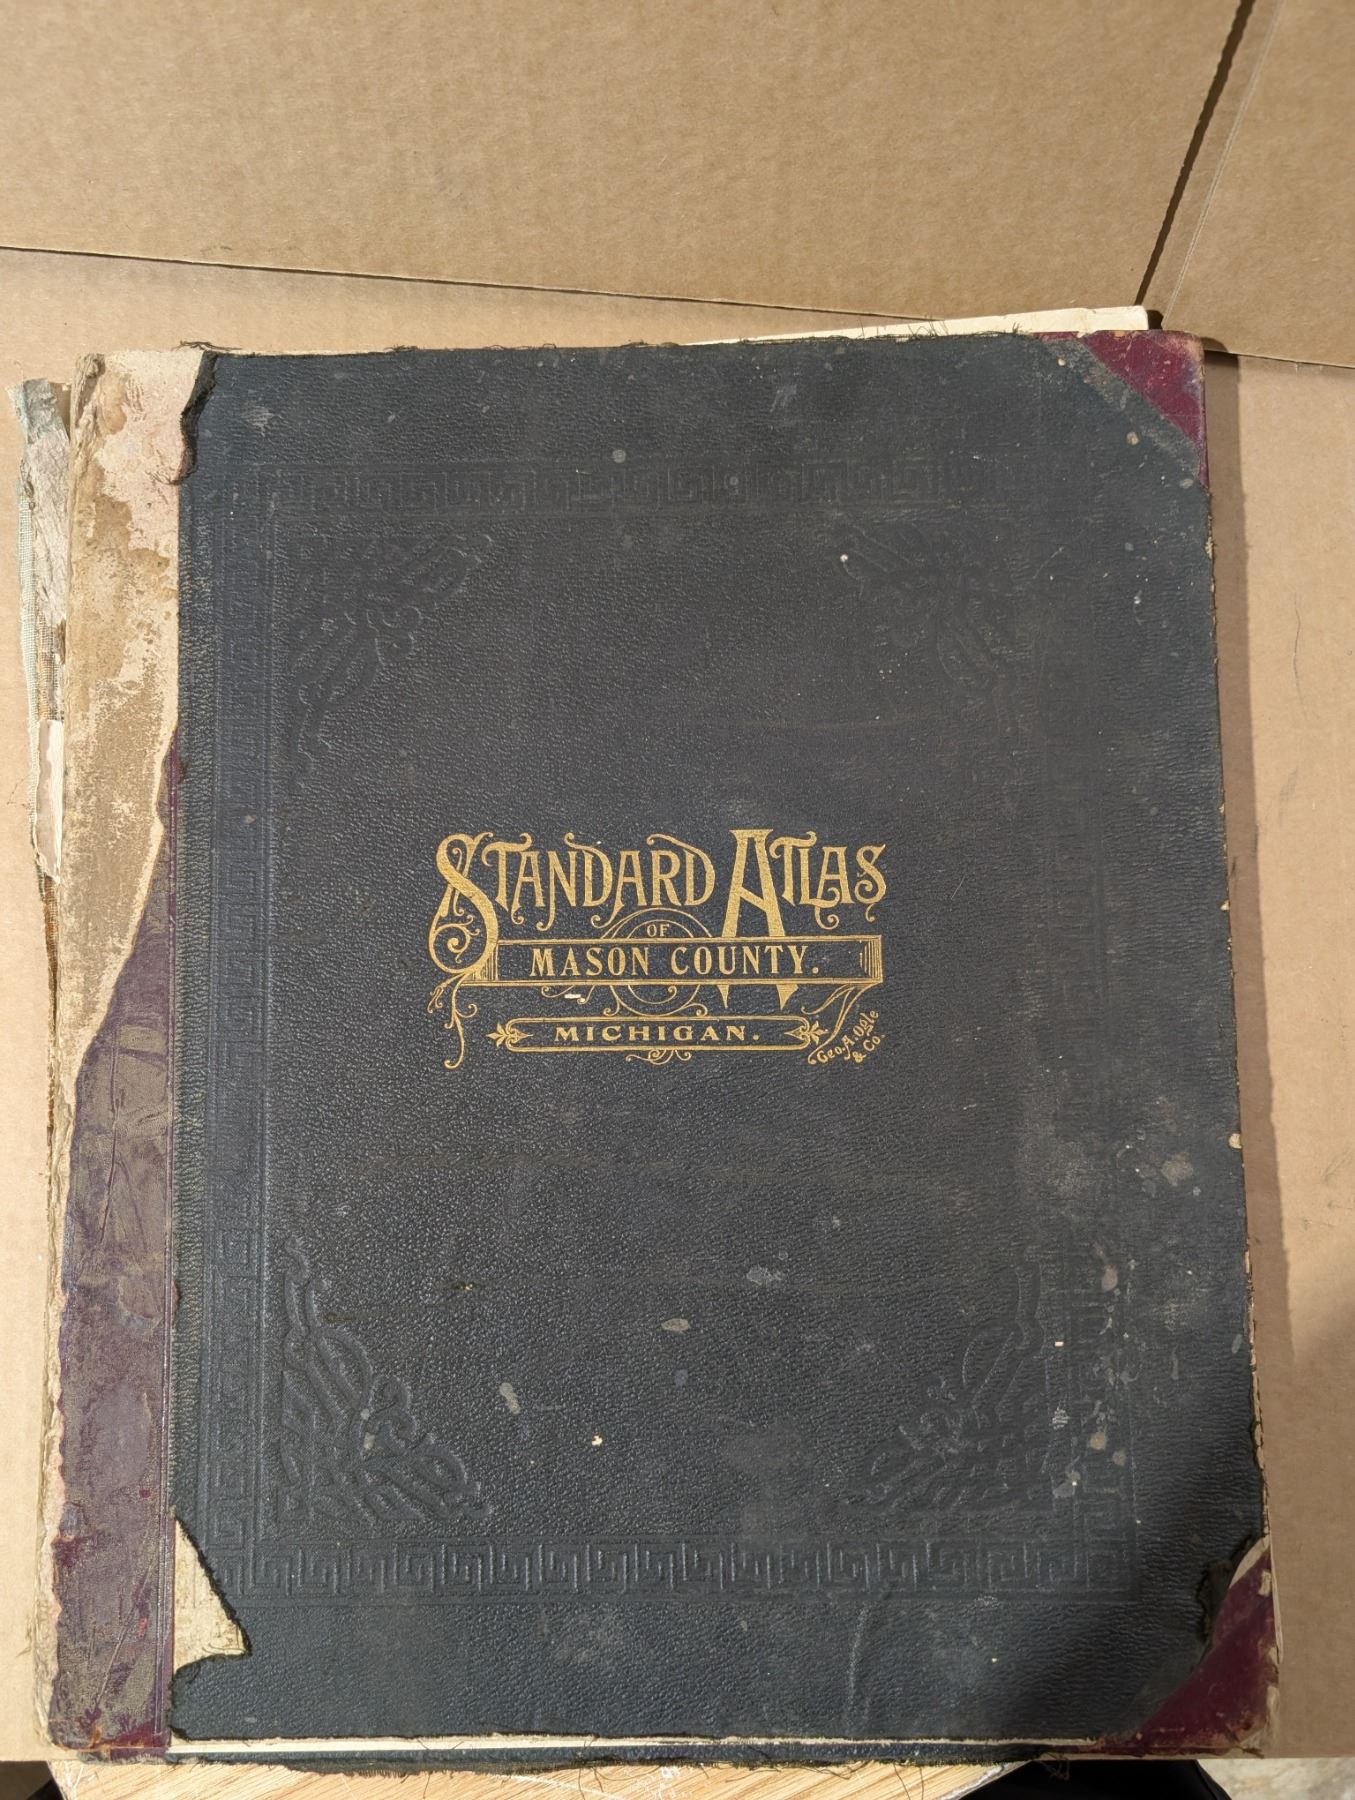 STANDARD ATLAS
OF
MASON COUNTY.
MICHIGAN.
Geo. A. Ogle
& Co.